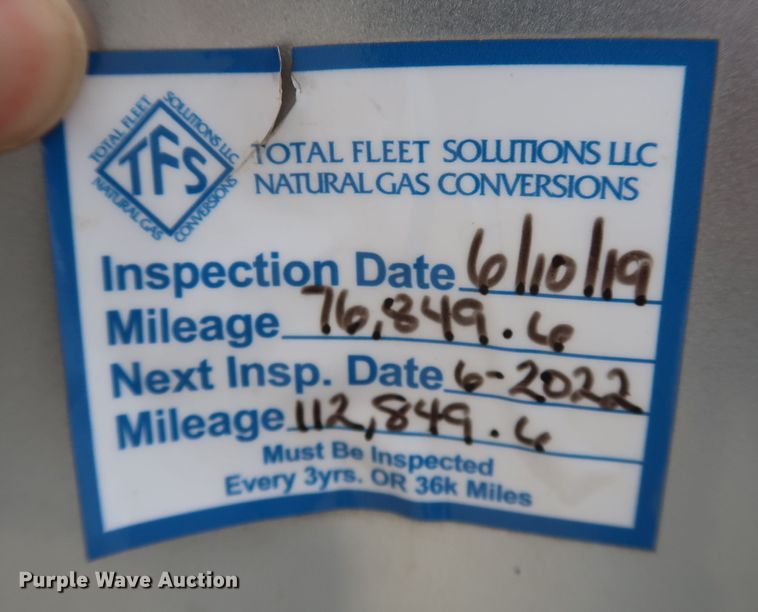 TOTAL FLEET SOLUTIONS LLC
TFS
NATURAL GAS CONVERSIONS
TOTAL FLEET SOLUTIONS LLC
NATURAL GAS CONVERSIONS
Inspection Date 6/10/19
Mileage 76,849.6
Next Insp. Date 6-2022
Mileage 112,849.6
Must Be Inspected
Every 3yrs. OR 36k Miles
Purple Wave Auction